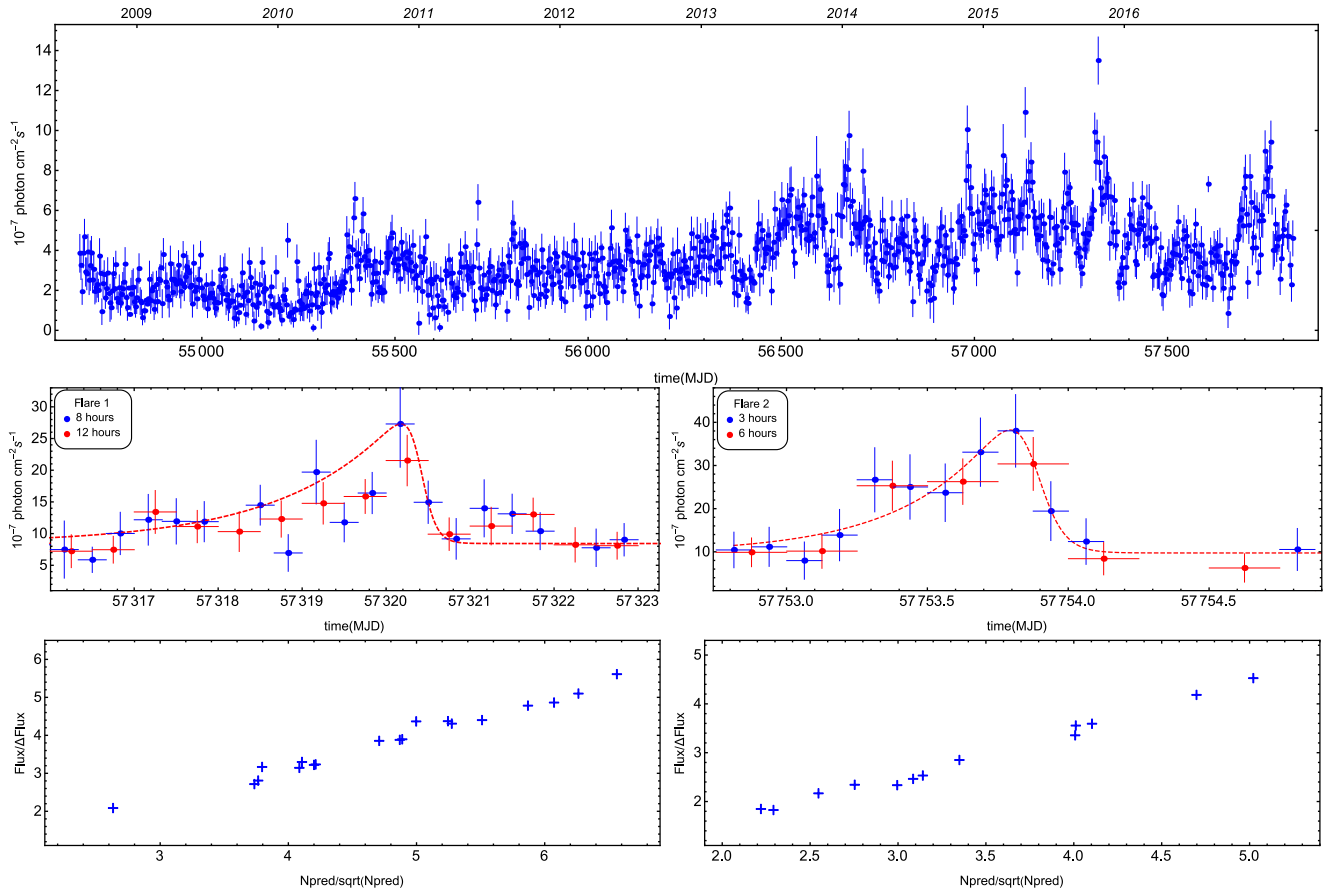 2009 2010 2011 2012 2013 2014 2015 2016
14
12
10
8
6
4
2
0
10⁻⁷ photon cm⁻²s⁻¹
55000 55500 56000 56500 57000 57500
time(MJD)
Flare 1
8 hours
12 hours
30
25
20
15
10
5
10⁻⁷ photon cm⁻²s⁻¹
57317 57318 57319 57320 57321 57322 57323
time(MJD)
Flare 2
3 hours
6 hours
40
30
20
10
10⁻⁷ photon cm⁻²s⁻¹
57753.0 57753.5 57754.0 57754.5
time(MJD)
6
5
4
3
2
Flux/ΔFlux
3 4 5 6
Npred/sqrt(Npred)
5
4
3
2
Flux/ΔFlux
2.0 2.5 3.0 3.5 4.0 4.5 5.0
Npred/sqrt(Npred)